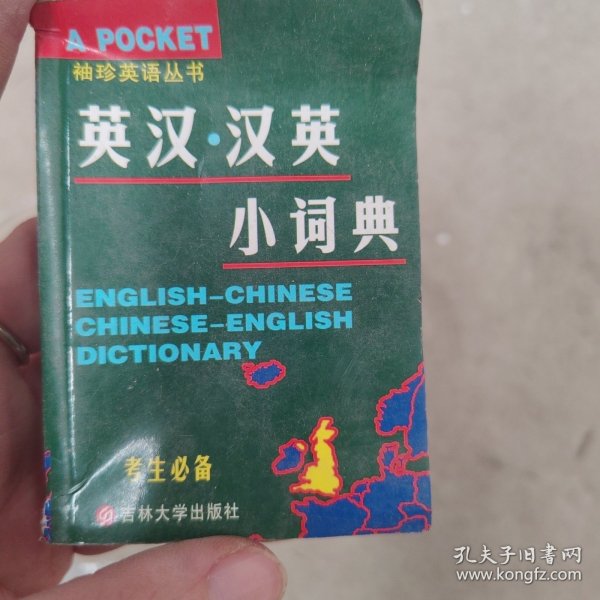 A POCKET
袖珍英语丛书
英汉·汉英
小词典
ENGLISH-CHINESE
CHINESE-ENGLISH
DICTIONARY
考生必备
吉林大学出版社
孔夫子旧书网
www.kongfz.com